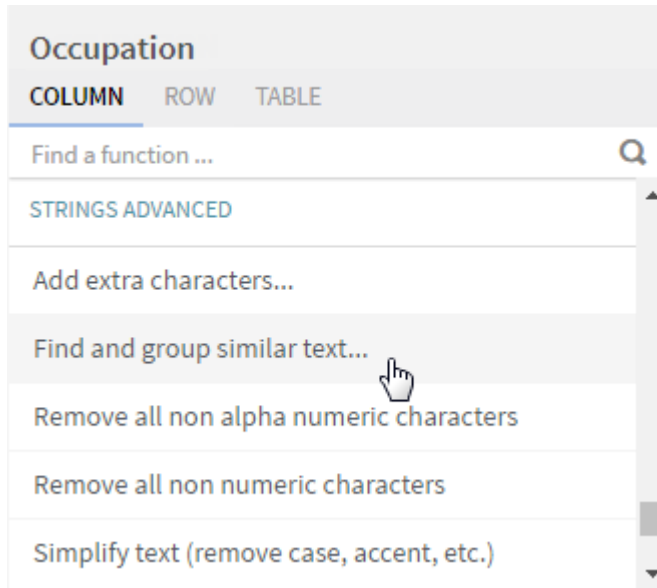 Occupation
COLUMN ROW TABLE
Find a function ...
STRINGS ADVANCED
Add extra characters...
Find and group similar text...
Remove all non alpha numeric characters
Remove all non numeric characters
Simplify text (remove case, accent, etc.)